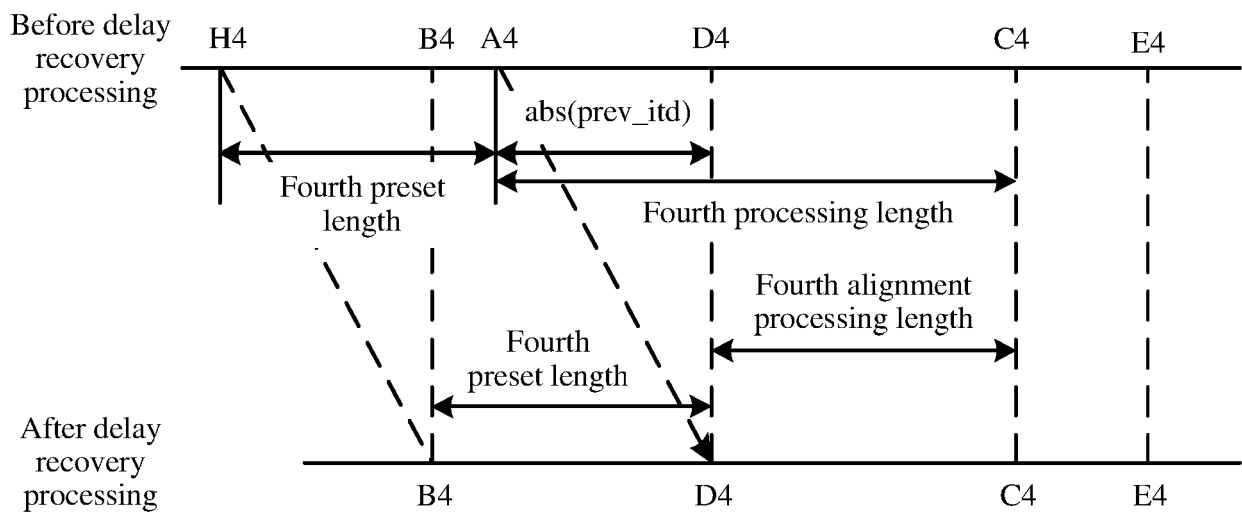 Before delay
recovery
processing
H4 B4 A4 D4 C4 E4
abs(prev_itd)
Fourth preset
length
Fourth processing length
Fourth alignment
processing length
Fourth
preset length
After delay
recovery
processing
B4 D4 C4 E4